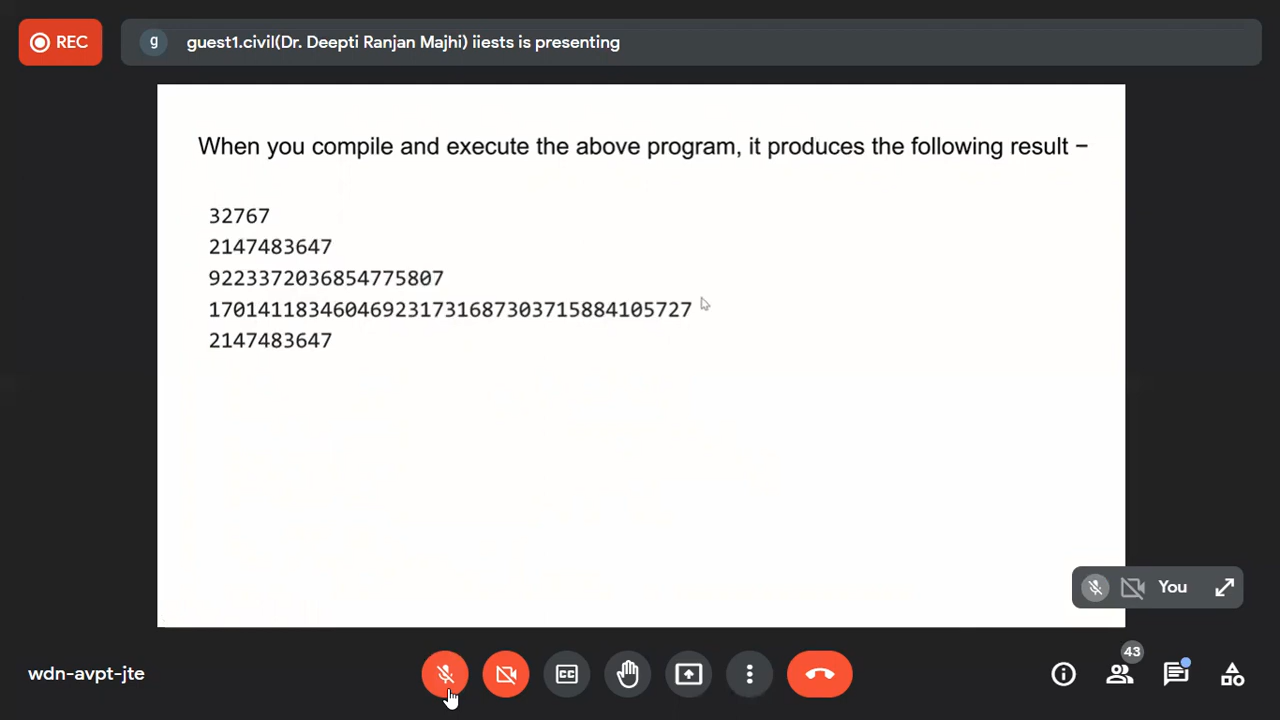 REC
g
guest1.civil(Dr. Deepti Ranjan Majhi) iiests is presenting
When you compile and execute the above program, it produces the following result −
32767
2147483647
9223372036854775807
170141183460469231731687303715884105727
2147483647
You
wdn-avpt-jte
CC
43